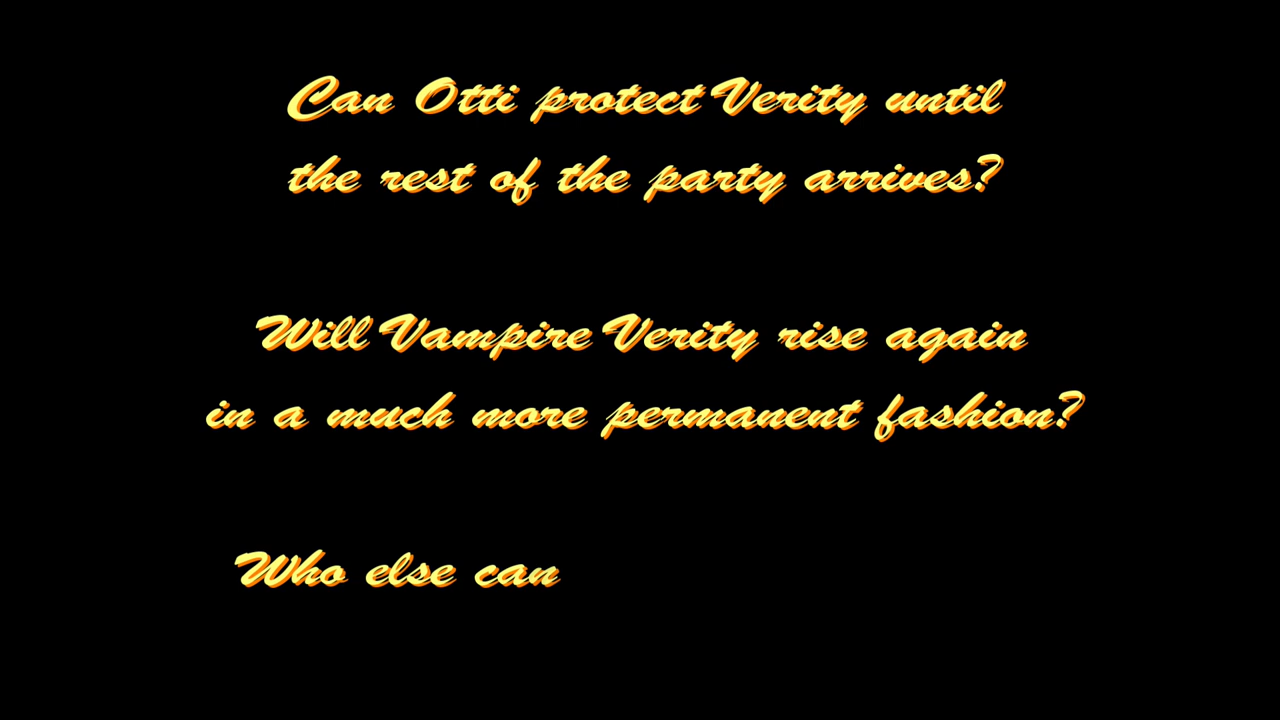 Can Otti protect Verity until
the rest of the party arrives?
Will Vampire Verity rise again
in a much more permanent fashion?
Who else can